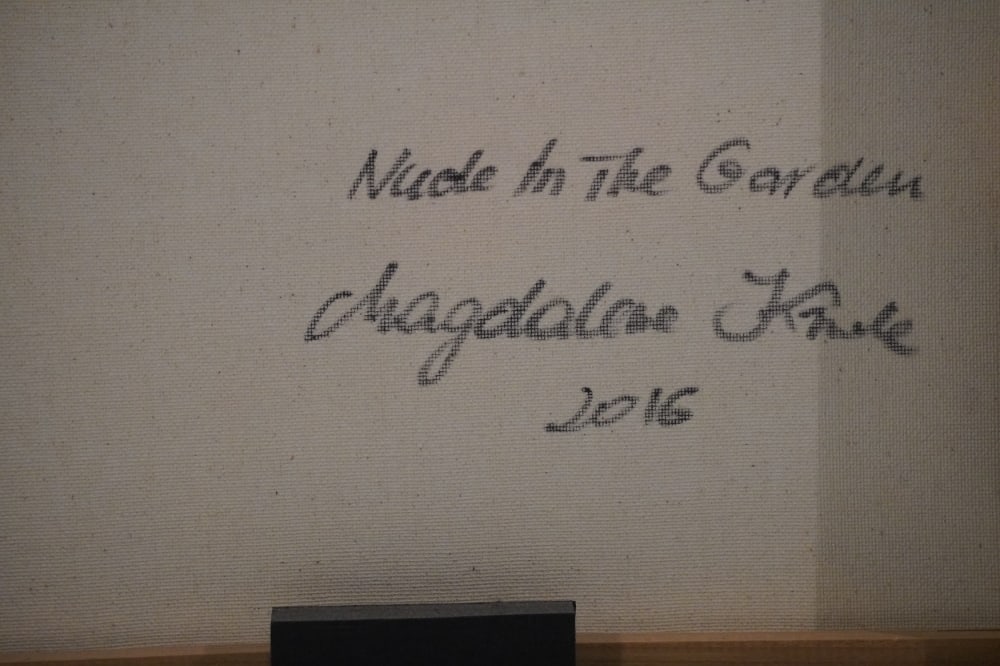 Nude In The Garden
Magdalene
2016